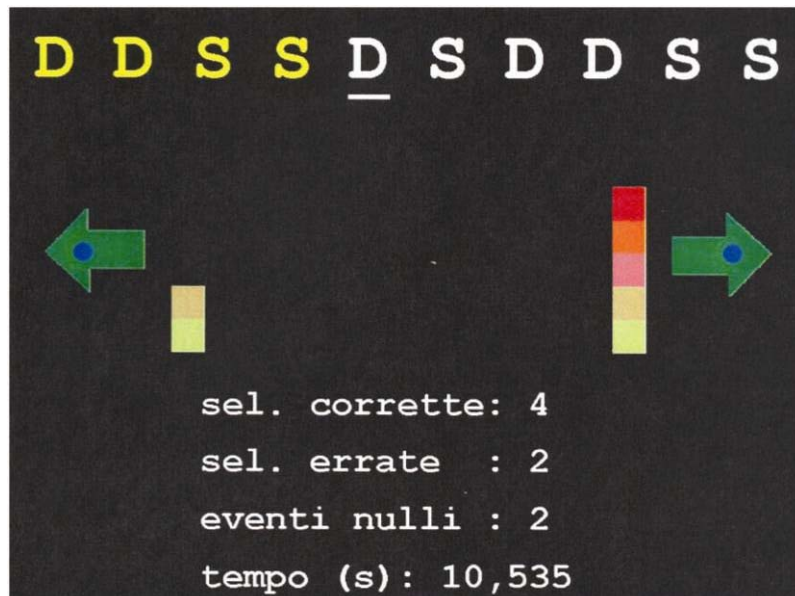 D D S S D S D D S S
sel. corrette: 4
sel. errate : 2
eventi nulli : 2
tempo (s): 10,535